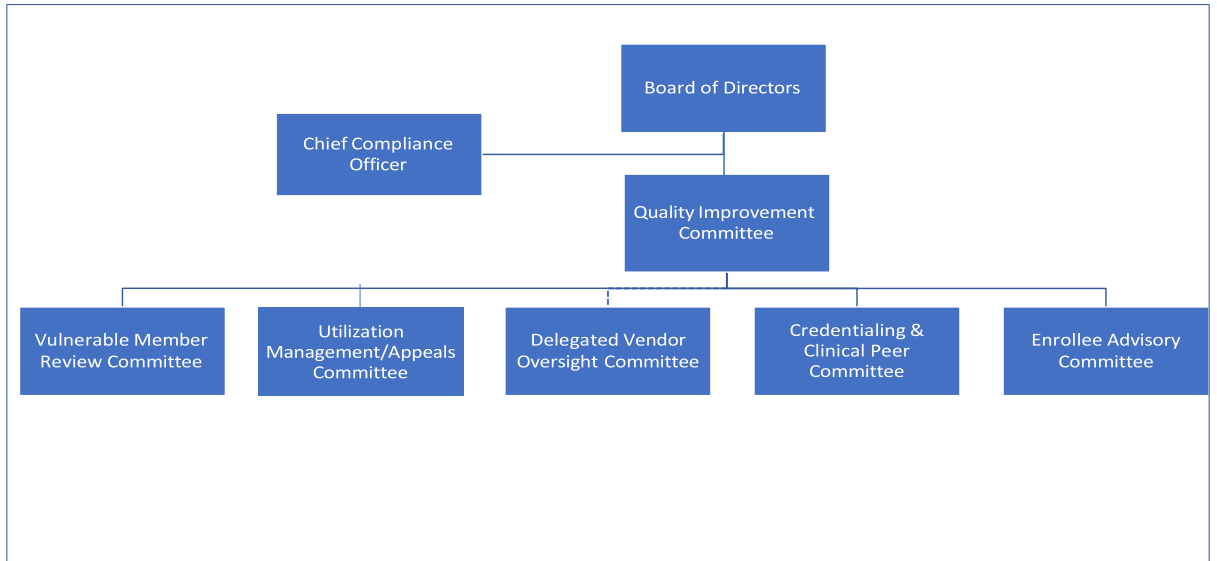 Board of Directors
Chief Compliance
Officer
Quality Improvement
Committee
Vulnerable Member
Review Committee
Utilization
Management/Appeals
Committee
Delegated Vendor
Oversight Committee
Credentialing &
Clinical Peer
Committee
Enrollee Advisory
Committee